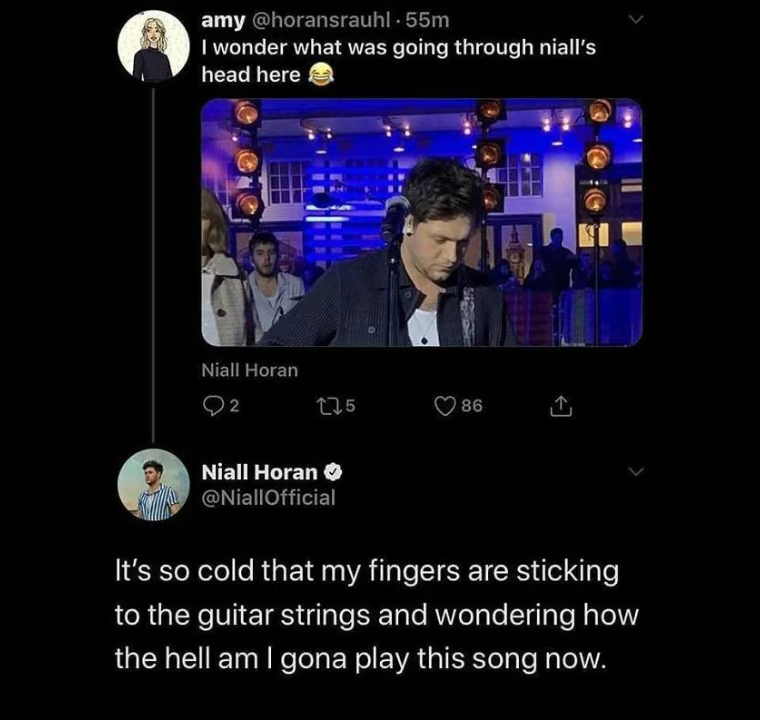 amy @horansrauhl · 55m
I wonder what was going through niall's
head here 😂
Niall Horan
2 5 86
Niall Horan
@NiallOfficial
It's so cold that my fingers are sticking
to the guitar strings and wondering how
the hell am I gona play this song now.